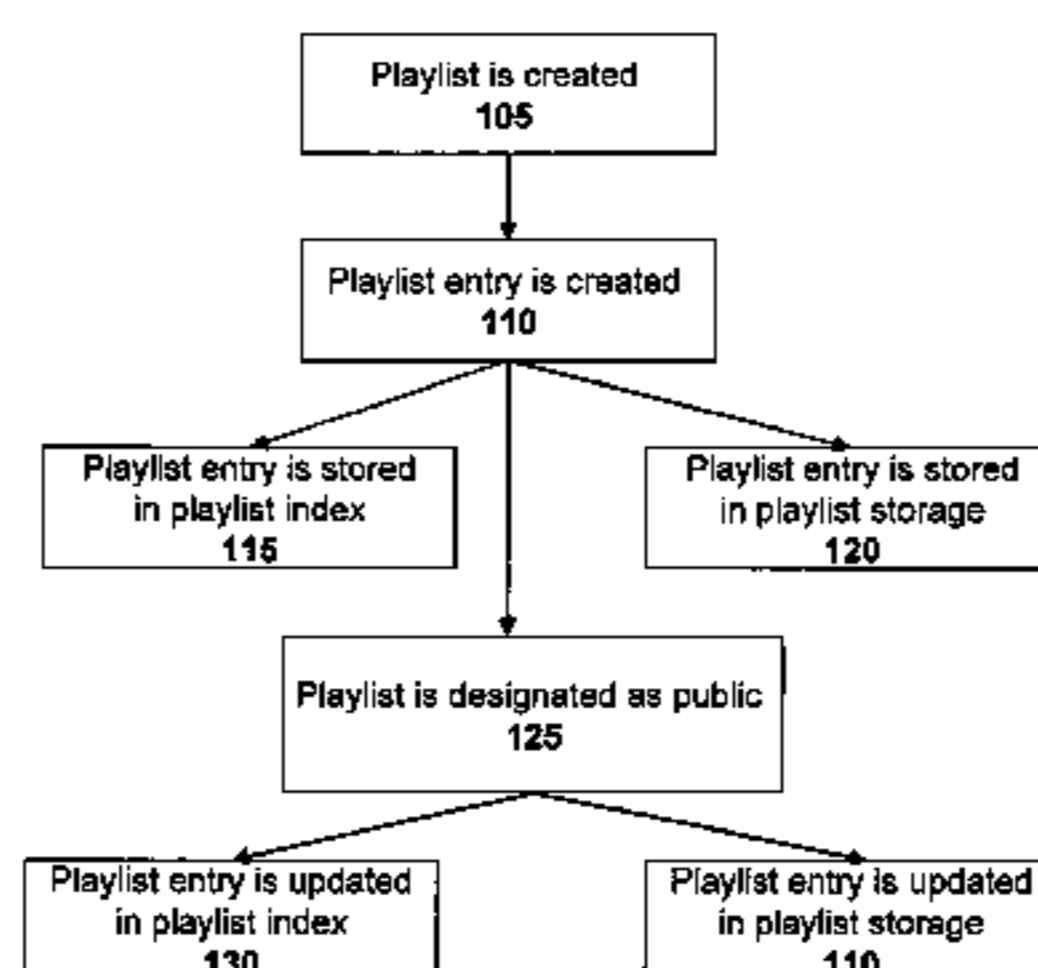 Playlist is created
105
Playlist entry is created
110
Playlist entry is stored
in playlist index
115
Playlist entry is stored
in playlist storage
120
Playlist is designated as public
125
Playlist entry is updated
in playlist index
130
Playlist entry is updated
in playlist storage
110